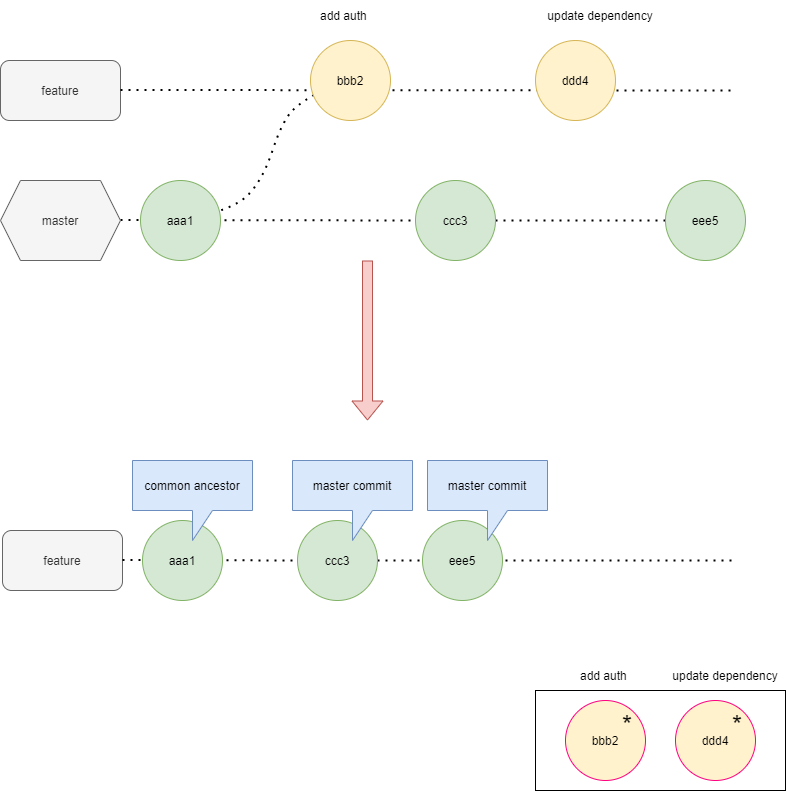 add auth
update dependency
feature
bbb2
ddd4
master
aaa1
ccc3
eee5
common ancestor
master commit
master commit
feature
aaa1
ccc3
eee5
add auth
update dependency
bbb2
*
ddd4
*